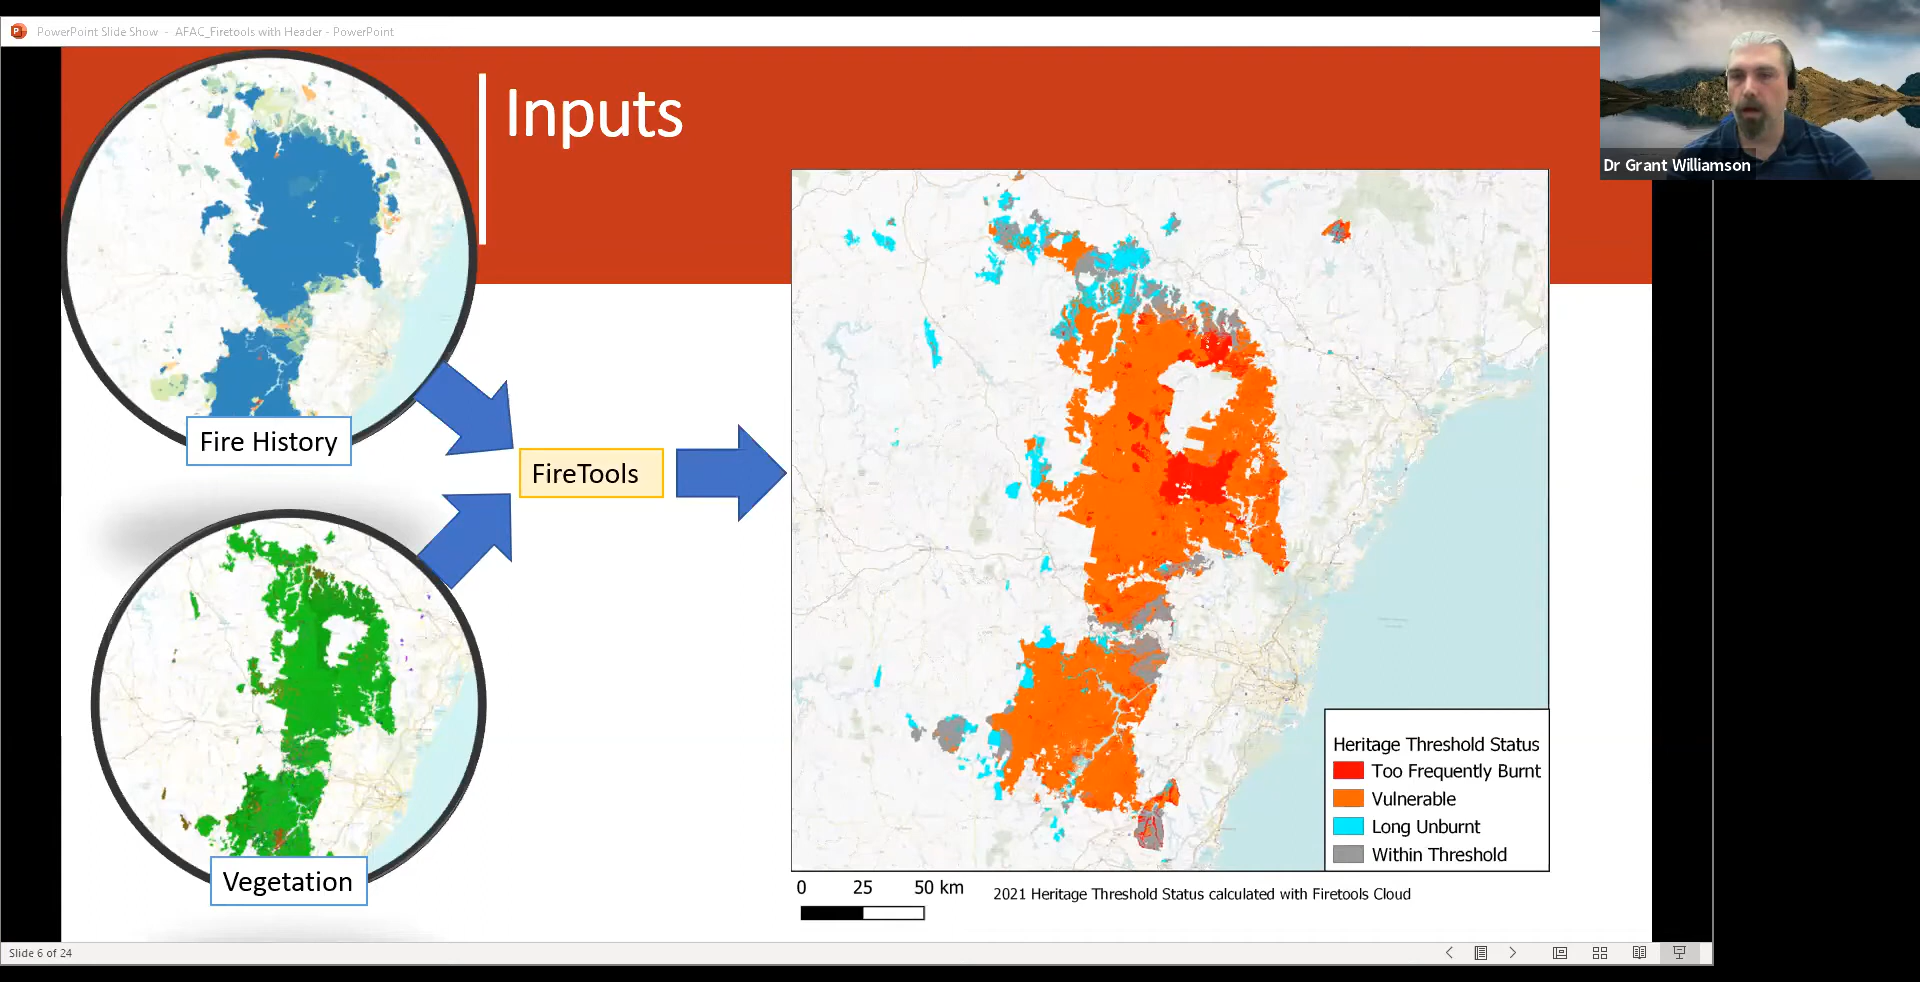 PowerPoint Slide Show - AFAC_Firetools with Header - PowerPoint
Dr Grant Williamson
Inputs
Fire History
FireTools
Vegetation
Heritage Threshold Status
Too Frequently Burnt
Vulnerable
Long Unburnt
Within Threshold
0 25 50 km
2021 Heritage Threshold Status calculated with Firetools Cloud
Slide 6 of 24